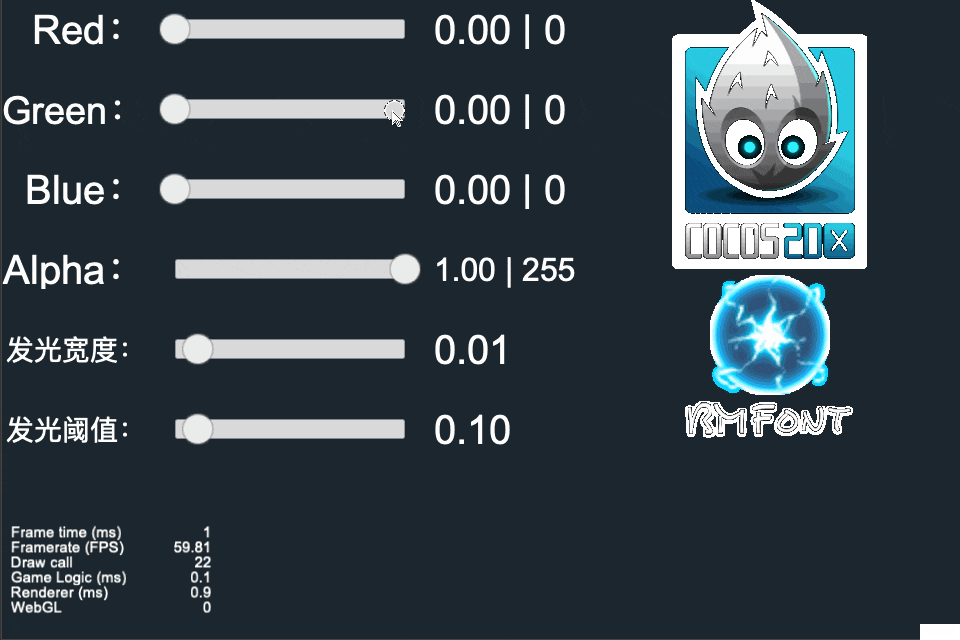 Red： 0.00 | 0
Green： 0.00 | 0
Blue： 0.00 | 0
Alpha： 1.00 | 255
发光宽度： 0.01
发光阈值： 0.10
COCOS2DX
BMFONT
Frame time (ms) 1
Framerate (FPS) 59.81
Draw call 22
Game Logic (ms) 0.1
Renderer (ms) 0.9
WebGL 0